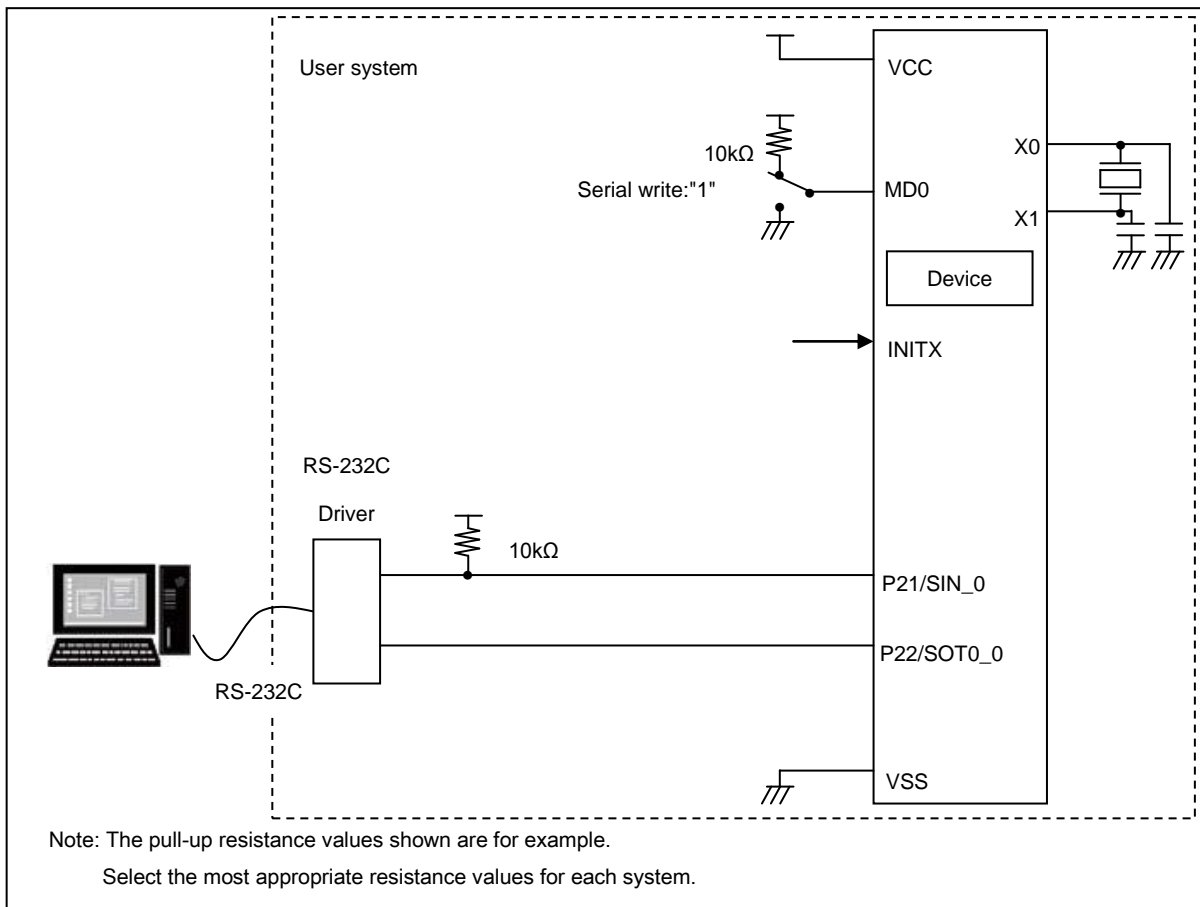 User system
VCC
10kΩ
X0
Serial write:"1"
MD0
X1
Device
INITX
RS-232C
Driver
10kΩ
P21/SIN_0
P22/SOT0_0
RS-232C
VSS
Note: The pull-up resistance values shown are for example.
Select the most appropriate resistance values for each system.